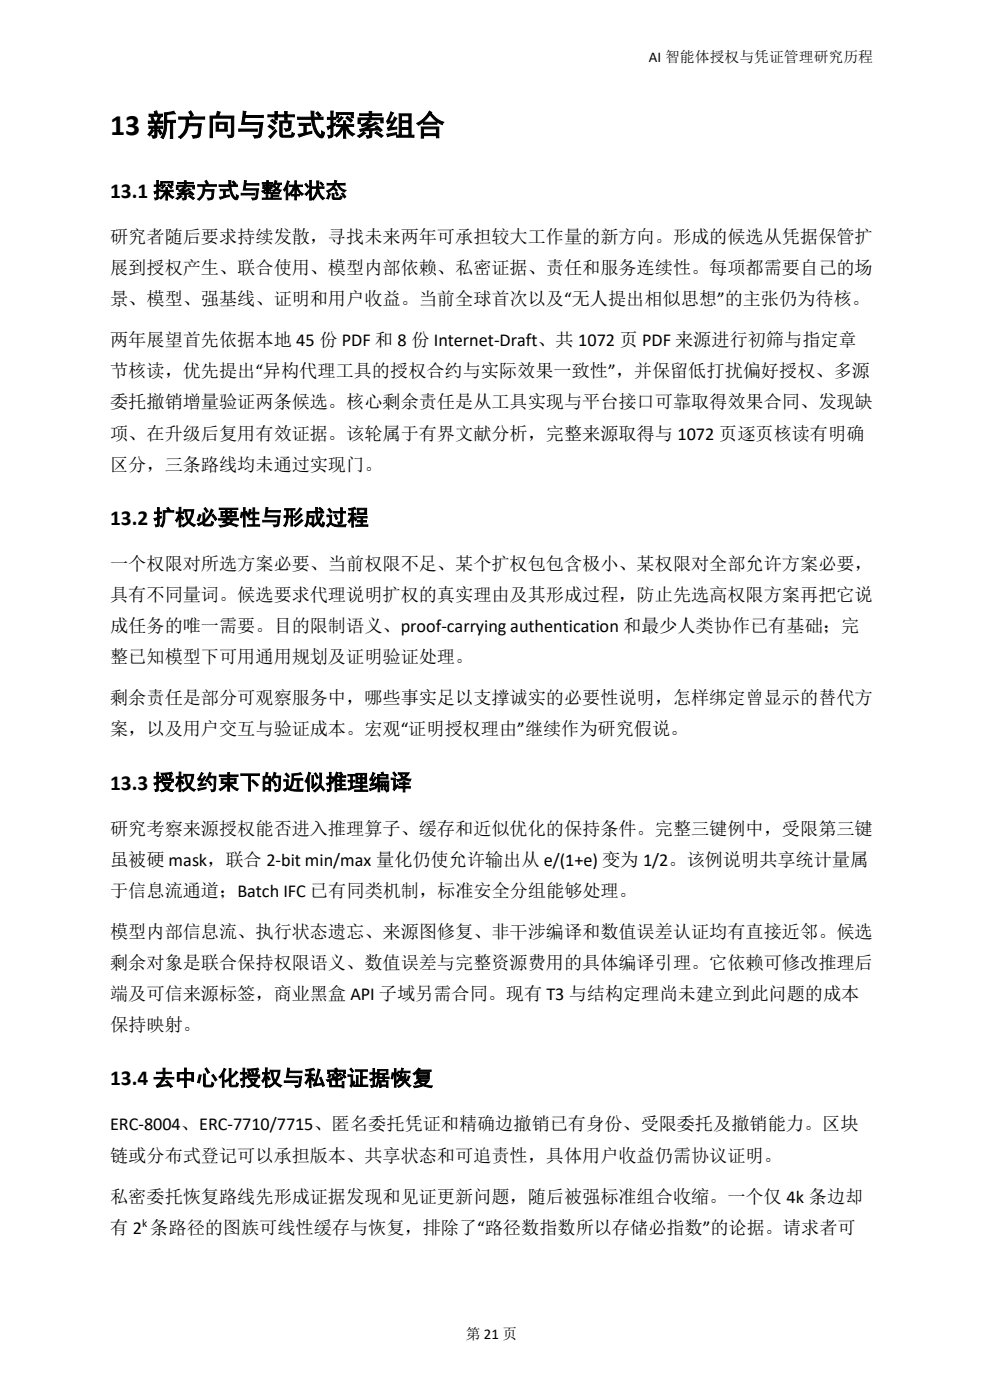 AI 智能体授权与凭证管理研究历程
13 新方向与范式探索组合
13.1 探索方式与整体状态
研究者随后要求持续发散，寻找未来两年可承担较大工作量的新方向。形成的候选从凭据保管扩
展到授权产生、联合使用、模型内部依赖、私密证据、责任和服务连续性。每项都需要自己的场
景、模型、强基线、证明和用户收益。当前全球首次以及“无人提出相似思想”的主张仍为待核。
两年展望首先依据本地 45 份 PDF 和 8 份 Internet-Draft、共 1072 页 PDF 来源进行初筛与指定章
节核读，优先提出“异构代理工具的授权合约与实际效果一致性”，并保留低打扰偏好授权、多源
委托撤销增量验证两条候选。核心剩余责任是从工具实现与平台接口可靠取得效果合同、发现缺
项、在升级后复用有效证据。该轮属于有界文献分析，完整来源取得与 1072 页逐页核读有明确
区分，三条路线均未通过实现门。
13.2 扩权必要性与形成过程
一个权限对所选方案必要、当前权限不足、某个扩权包包含极小、某权限对全部允许方案必要，
具有不同量词。候选要求代理说明扩权的真实理由及其形成过程，防止先选高权限方案再把它说
成任务的唯一需要。目的限制语义、proof-carrying authentication 和最少人类协作已有基础；完
整已知模型下可用通用规划及证明验证处理。
剩余责任是部分可观察服务中，哪些事实足以支撑诚实的必要性说明，怎样绑定曾显示的替代方
案，以及用户交互与验证成本。宏观“证明授权理由”继续作为研究假说。
13.3 授权约束下的近似推理编译
研究考察来源授权能否进入推理算子、缓存和近似优化的保持条件。完整三键例中，受限第三键
虽被硬 mask，联合 2-bit min/max 量化仍使允许输出从 e/(1+e) 变为 1/2。该例说明共享统计量属
于信息流通道；Batch IFC 已有同类机制，标准安全分组能够处理。
模型内部信息流、执行状态遗忘、来源图修复、非干涉编译和数值误差认证均有直接近邻。候选
剩余对象是联合保持权限语义、数值误差与完整资源费用的具体编译引理。它依赖可修改推理后
端及可信来源标签，商业黑盒 API 子域另需合同。现有 T3 与结构定理尚未建立到此问题的成本
保持映射。
13.4 去中心化授权与私密证据恢复
ERC-8004、ERC-7710/7715、匿名委托凭证和精确边撤销已有身份、受限委托及撤销能力。区块
链或分布式登记可以承担版本、共享状态和可追责性，具体用户收益仍需协议证明。
私密委托恢复路线先形成证据发现和见证更新问题，随后被强标准组合收缩。一个仅 4k 条边却
有 2ᵏ 条路径的图族可线性缓存与恢复，排除了“路径数指数所以存储必指数”的论据。请求者可
第 21 页